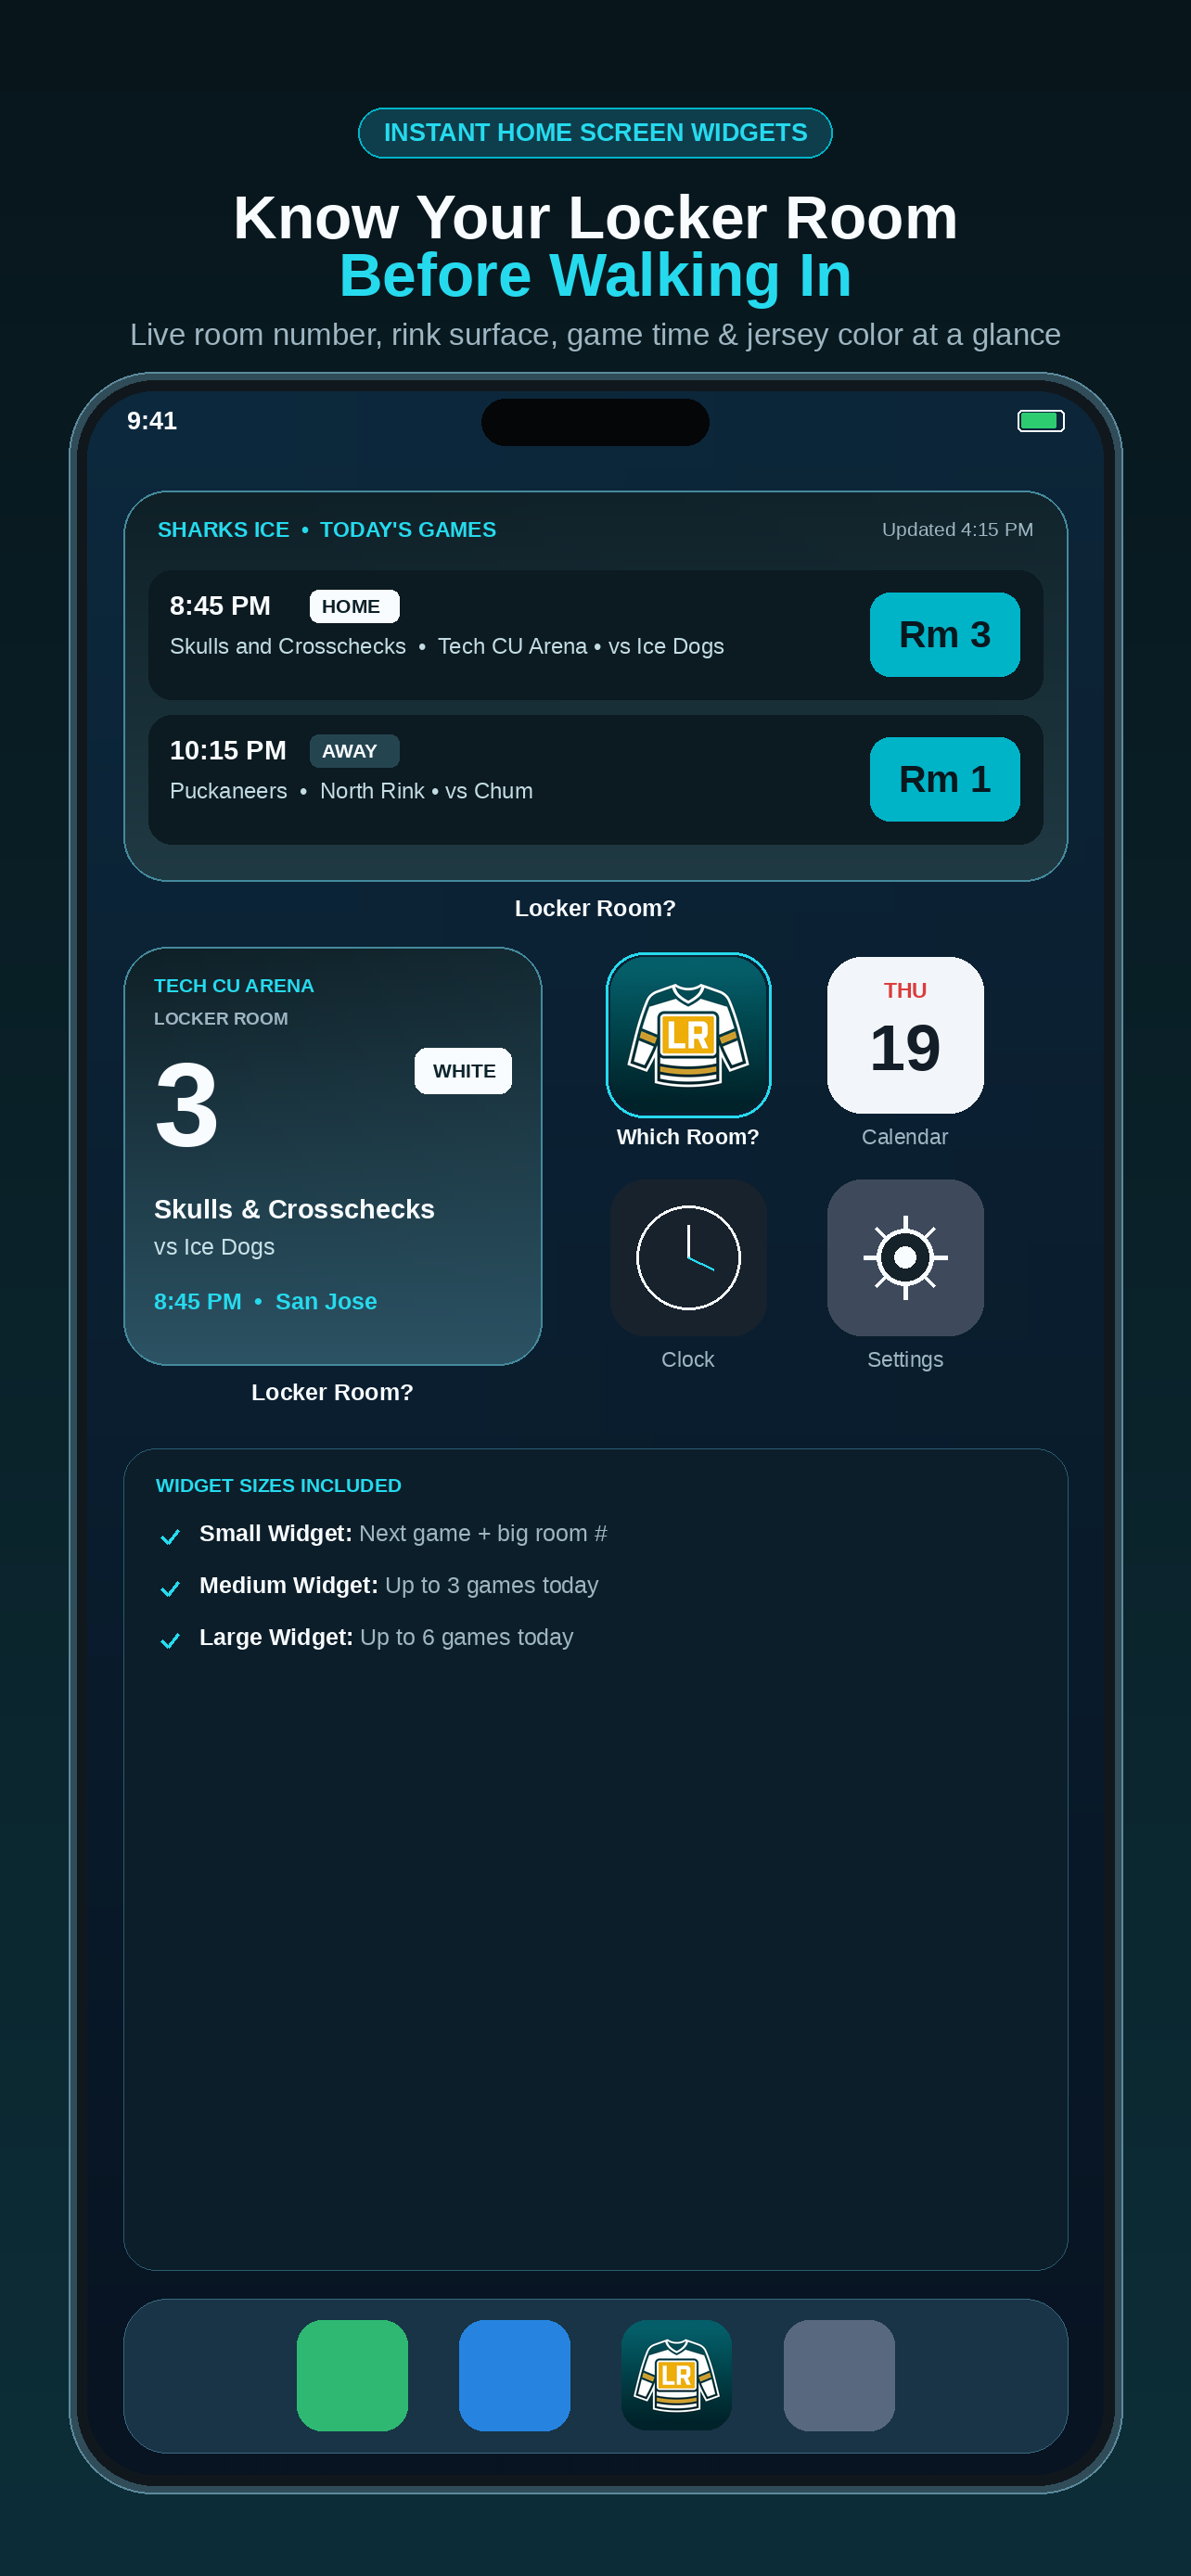 INSTANT HOME SCREEN WIDGETS
Know Your Locker Room
Before Walking In
Live room number, rink surface, game time & jersey color at a glance
9:41
SHARKS ICE • TODAY'S GAMES
Updated 4:15 PM
8:45 PM HOME
Skulls and Crosschecks • Tech CU Arena • vs Ice Dogs
Rm 3
10:15 PM AWAY
Puckaneers • North Rink • vs Chum
Rm 1
Locker Room?
TECH CU ARENA
LOCKER ROOM
3
WHITE
Skulls & Crosschecks
vs Ice Dogs
8:45 PM • San Jose
Locker Room?
LR
Which Room?
THU
19
Calendar
Clock
Settings
WIDGET SIZES INCLUDED
Small Widget: Next game + big room #
Medium Widget: Up to 3 games today
Large Widget: Up to 6 games today
LR